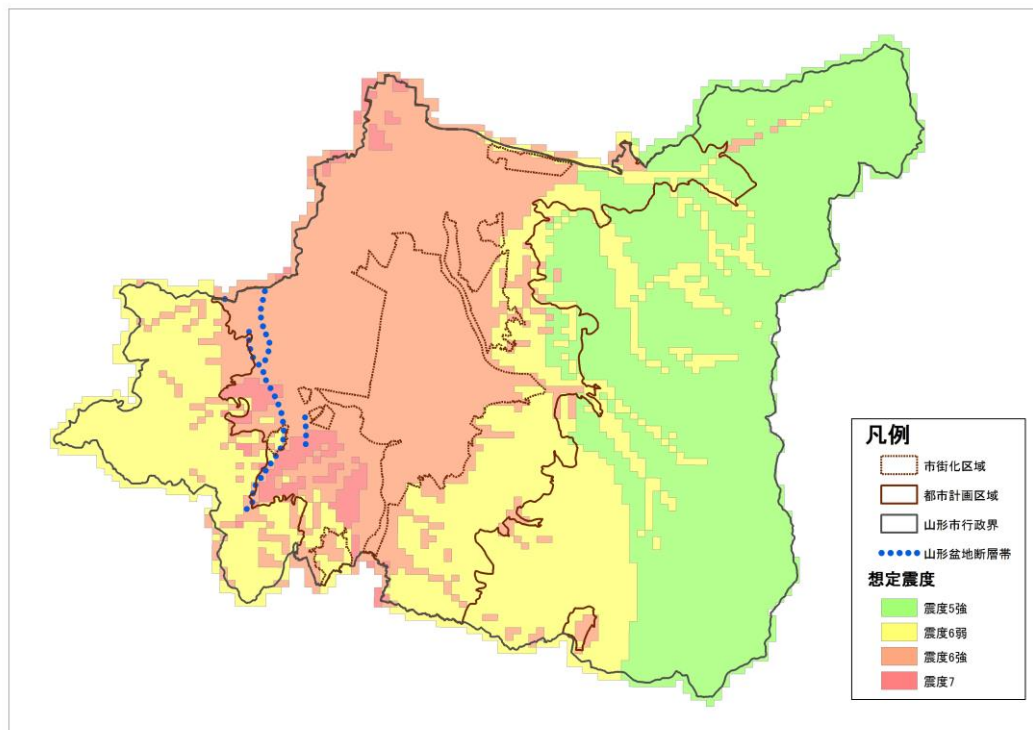 凡例
市街化区域
都市計画区域
山形市行政界
山形盆地断層帯
想定震度
震度5強
震度6弱
震度6強
震度7